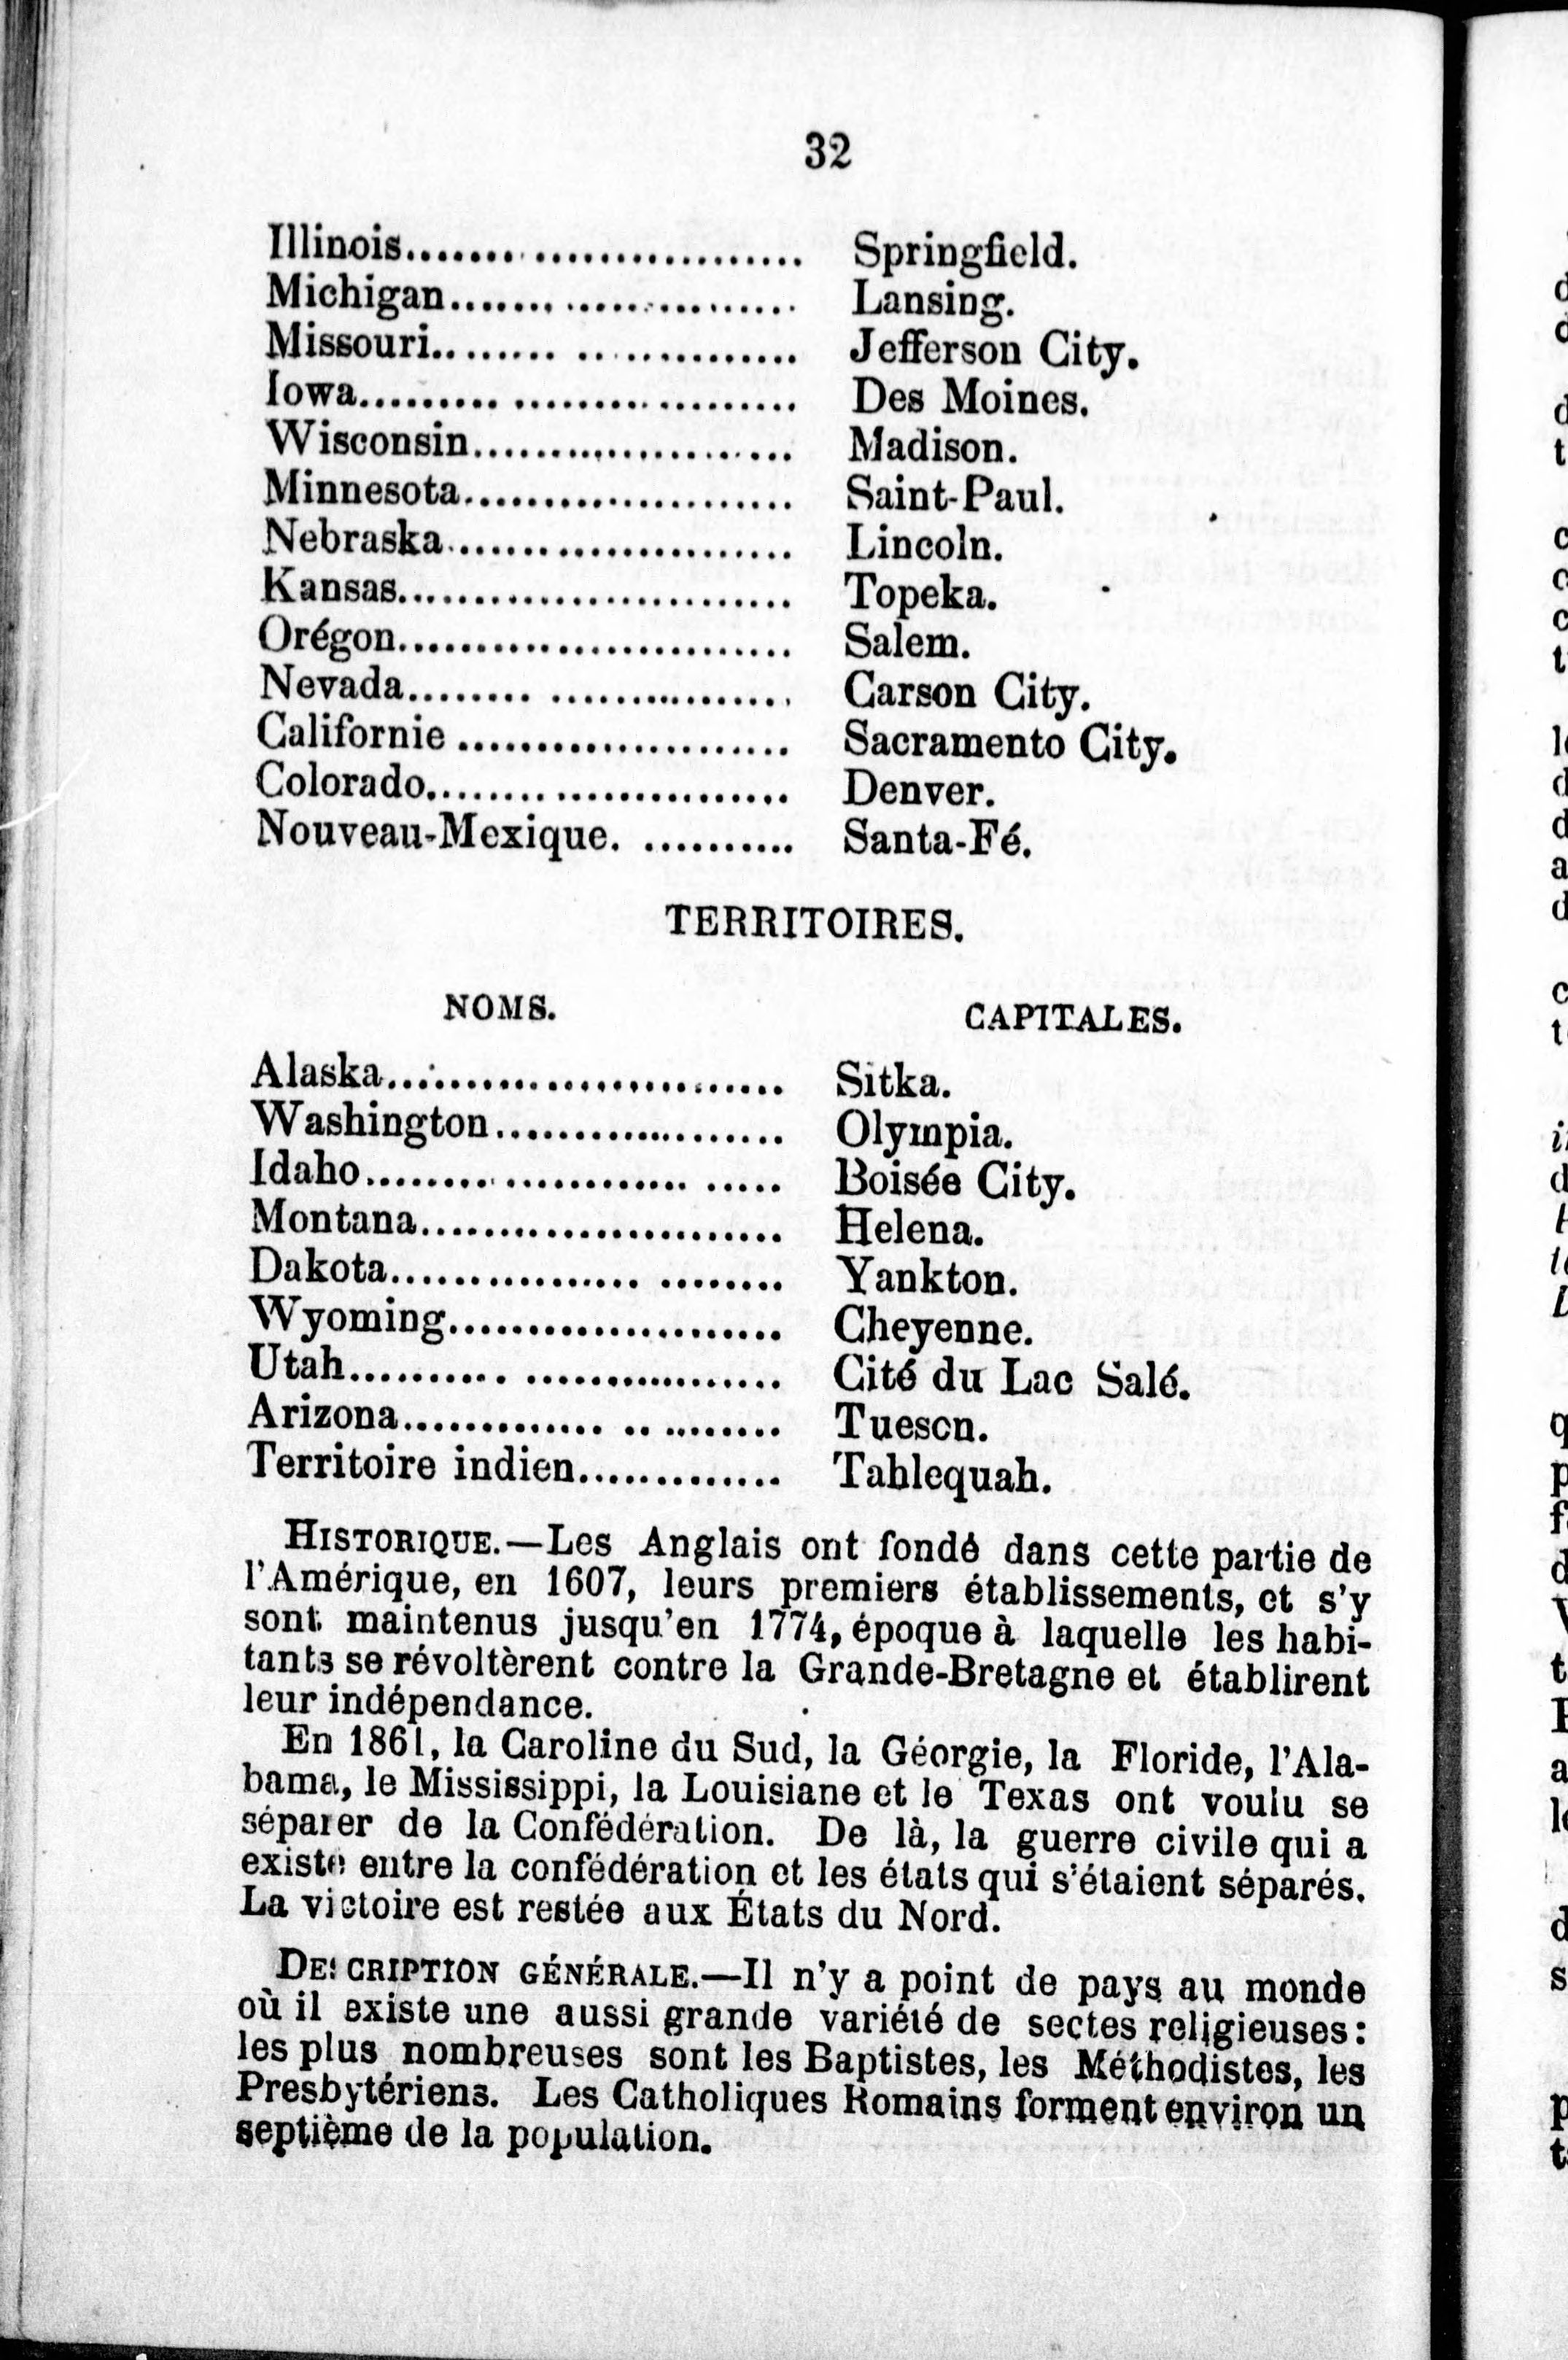 32
Illinois.............................. Springfield.
Michigan.......................... Lansing.
Missouri........................... Jefferson City.
Iowa................................. Des Moines.
Wisconsin........................ Madison.
Minnesota........................ Saint-Paul.
Nebraska.......................... Lincoln.
Kansas............................. Topeka.
Orégon............................. Salem.
Nevada............................. Carson City.
Californie ........................ Sacramento City.
Colorado........................... Denver.
Nouveau-Mexique. .......... Santa-Fé.
TERRITOIRES.
NOMS. CAPITALES.
Alaska.............................. Sitka.
Washington...................... Olympia.
Idaho................................ Boisée City.
Montana........................... Helena.
Dakota.............................. Yankton.
Wyoming.......................... Cheyenne.
Utah................................. Cité du Lac Salé.
Arizona............................. Tuescn.
Territoire indien............. Tahlequah.
HISTORIQUE.—Les Anglais ont fondé dans cette partie de
l'Amérique, en 1607, leurs premiers établissements, et s'y
sont maintenus jusqu'en 1774, époque à laquelle les habi-
tants se révoltèrent contre la Grande-Bretagne et établirent
leur indépendance.
En 1861, la Caroline du Sud, la Géorgie, la Floride, l'Ala-
bama, le Mississippi, la Louisiane et le Texas ont voulu se
séparer de la Confédération. De là, la guerre civile qui a
existé entre la confédération et les états qui s'étaient séparés.
La victoire est restée aux États du Nord.
DESCRIPTION GÉNÉRALE.—Il n'y a point de pays au monde
où il existe une aussi grande variété de sectes religieuses:
les plus nombreuses sont les Baptistes, les Méthodistes, les
Presbytériens. Les Catholiques Romains forment environ un
septième de la population.